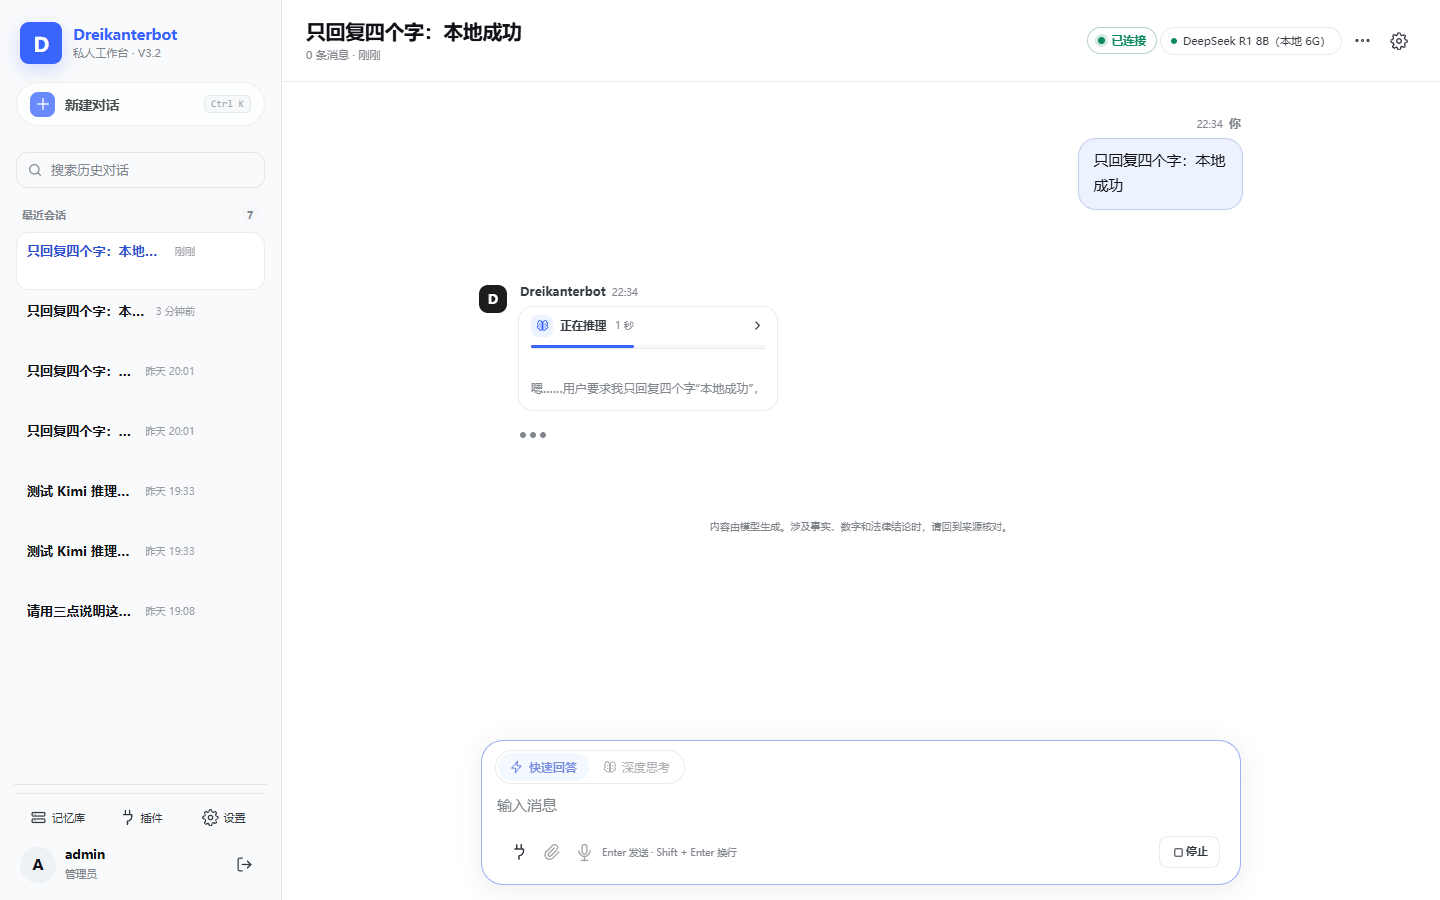 D
Dreikanterbot
私人工作台 · V3.2
新建对话
Ctrl K
搜索历史对话
最近会话
7
只回复四个字：本地...
刚刚
只回复四个字：本...
3 分钟前
只回复四个字：...
昨天 20:01
只回复四个字：...
昨天 20:01
测试 Kimi 推理...
昨天 19:33
测试 Kimi 推理...
昨天 19:33
请用三点说明这...
昨天 19:08
记忆库
插件
设置
A
admin
管理员
只回复四个字：本地成功
0 条消息 · 刚刚
已连接
DeepSeek R1 8B（本地 6G）
22:34 你
只回复四个字：本地
成功
D
Dreikanterbot 22:34
正在推理 1 秒
嗯……用户要求我只回复四个字“本地成功”，
内容由模型生成。涉及事实、数字和法律结论时，请回到来源核对。
快速回答
深度思考
输入消息
Enter 发送 · Shift + Enter 换行
停止